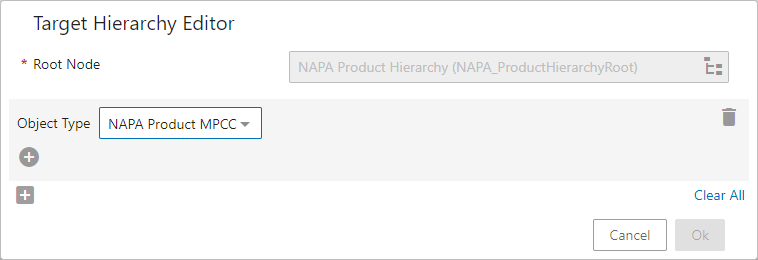 Target Hierarchy Editor
* Root Node
NAPA Product Hierarchy (NAPA_ProductHierarchyRoot)
Object Type
NAPA Product MPCC
Clear All
Cancel
Ok